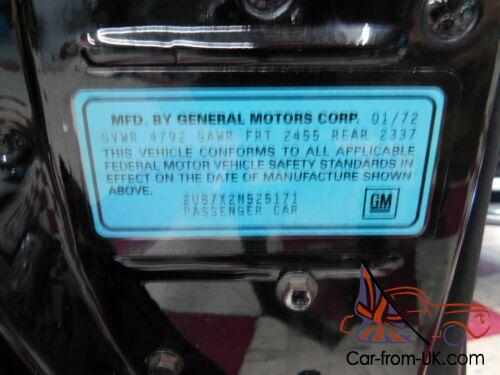 MFD. BY GENERAL MOTORS CORP. 01/72
GVWR 4792 GAWR FRT 2455 REAR 2337
THIS VEHICLE CONFORMS TO ALL APPLICABLE
FEDERAL MOTOR VEHICLE SAFETY STANDARDS IN
EFFECT ON THE DATE OF MANUFACTURE SHOWN
ABOVE.
2V87X2N525171
PASSENGER CAR
GM
Car-from-UK.com